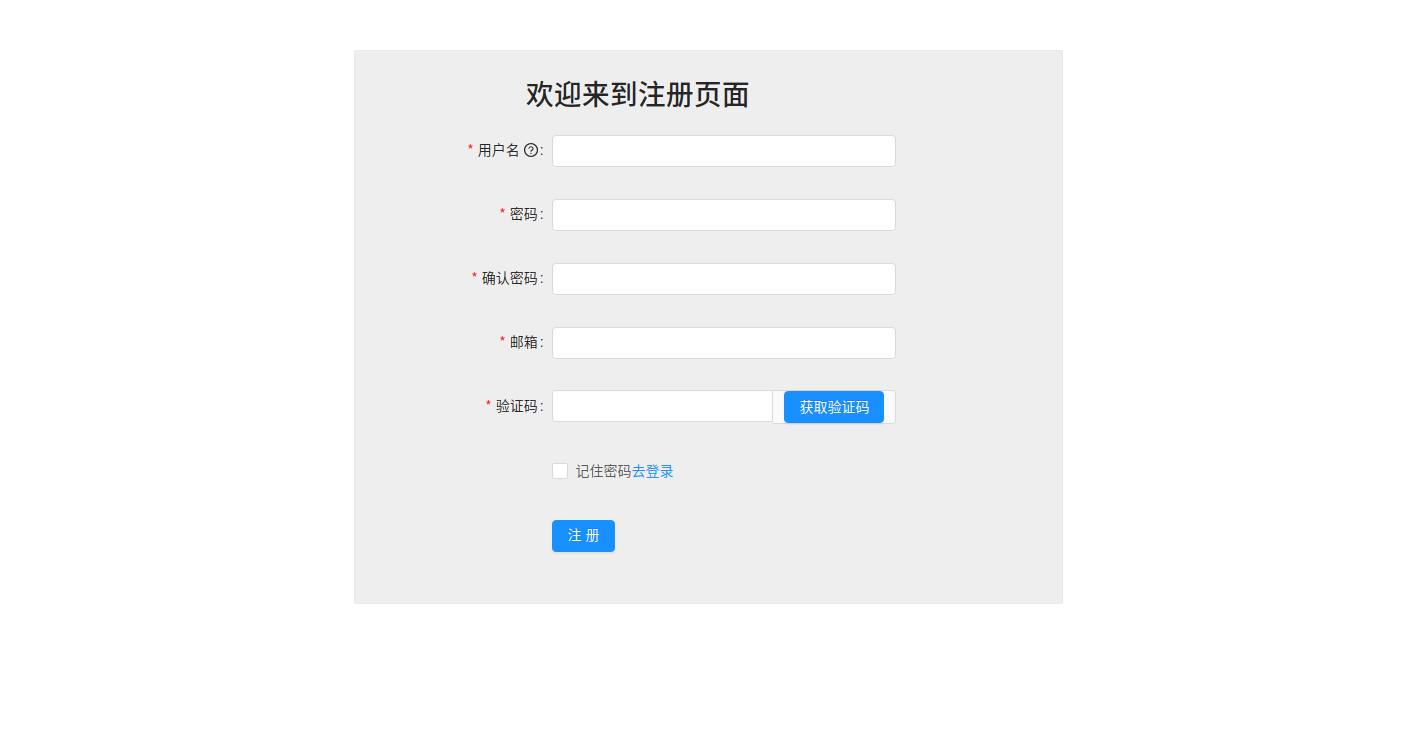 欢迎来到注册页面
* 用户名 ?:
* 密码:
* 确认密码:
* 邮箱:
* 验证码: 获取验证码
记住密码去登录
注 册